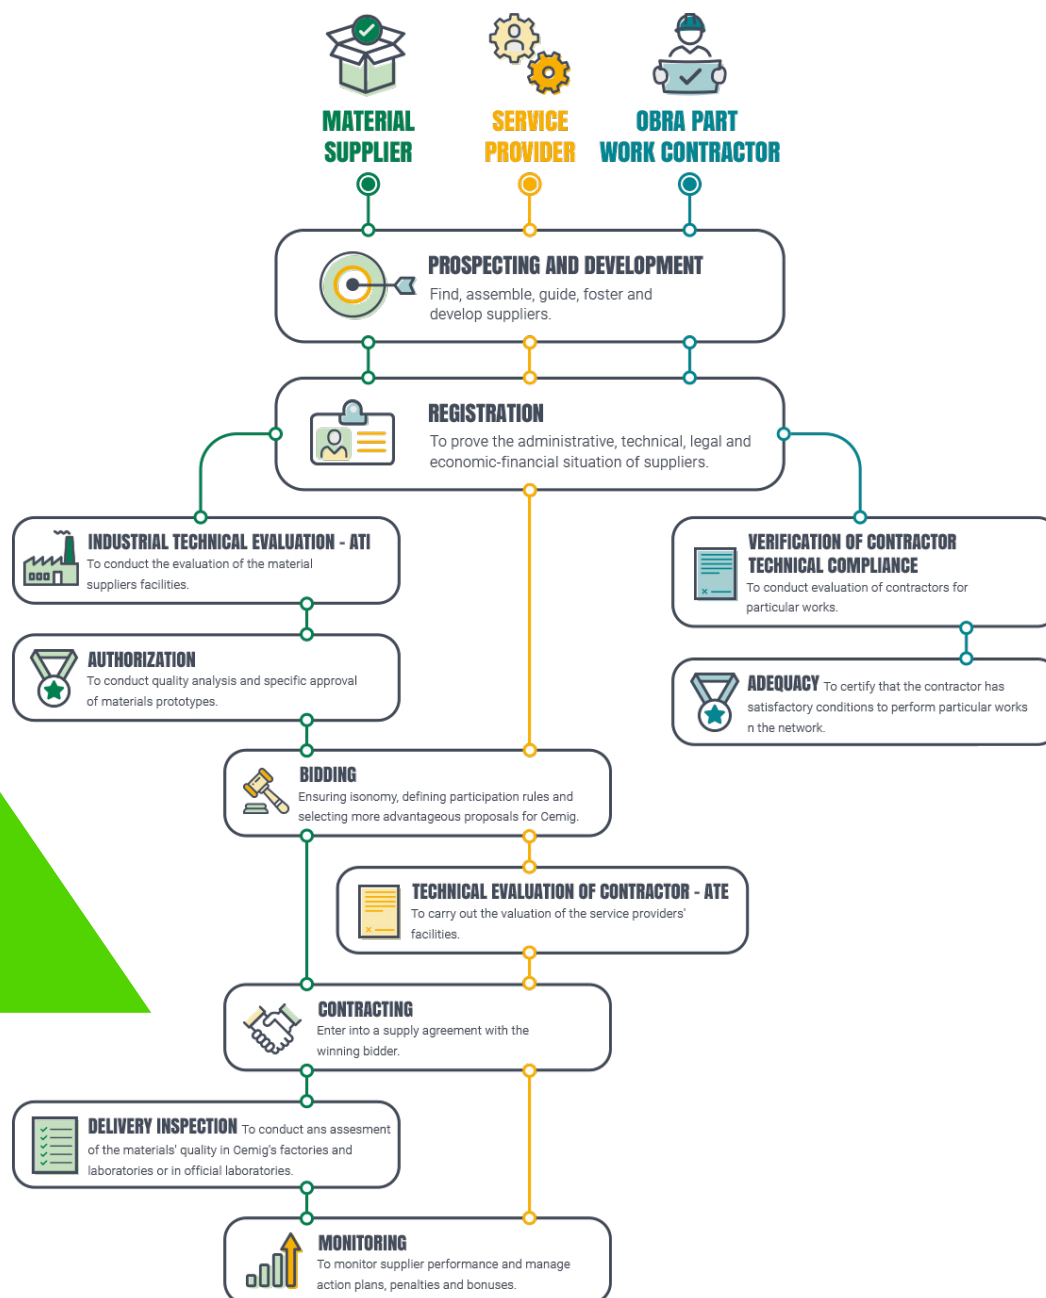 MATERIAL
SUPPLIER
SERVICE
PROVIDER
OBRA PART
WORK CONTRACTOR
PROSPECTING AND DEVELOPMENT
Find, assemble, guide, foster and
develop suppliers.
REGISTRATION
To prove the administrative, technical, legal and
economic-financial situation of suppliers.
INDUSTRIAL TECHNICAL EVALUATION - ATI
To conduct the evaluation of the material
suppliers facilities.
VERIFICATION OF CONTRACTOR
TECHNICAL COMPLIANCE
To conduct evaluation of contractors for
particular works.
AUTHORIZATION
To conduct quality analysis and specific approval
of materials prototypes.
ADEQUACY To certify that the contractor has
satisfactory conditions to perform particular works
n the network.
BIDDING
Ensuring isonomy, defining participation rules and
selecting more advantageous proposals for Cemig.
TECHNICAL EVALUATION OF CONTRACTOR - ATE
To carry out the valuation of the service providers'
facilities.
CONTRACTING
Enter into a supply agreement with the
winning bidder.
DELIVERY INSPECTION To conduct ans assesment
of the materials' quality in Cemig's factories and
laboratories or in official laboratories.
MONITORING
To monitor supplier performance and manage
action plans, penalties and bonuses.